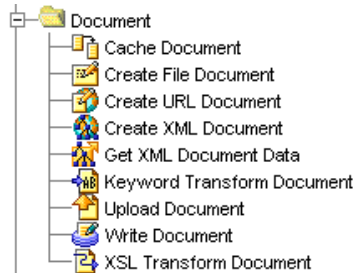 Document
Cache Document
Create File Document
Create URL Document
Create XML Document
Get XML Document Data
Keyword Transform Document
Upload Document
Write Document
XSL Transform Document